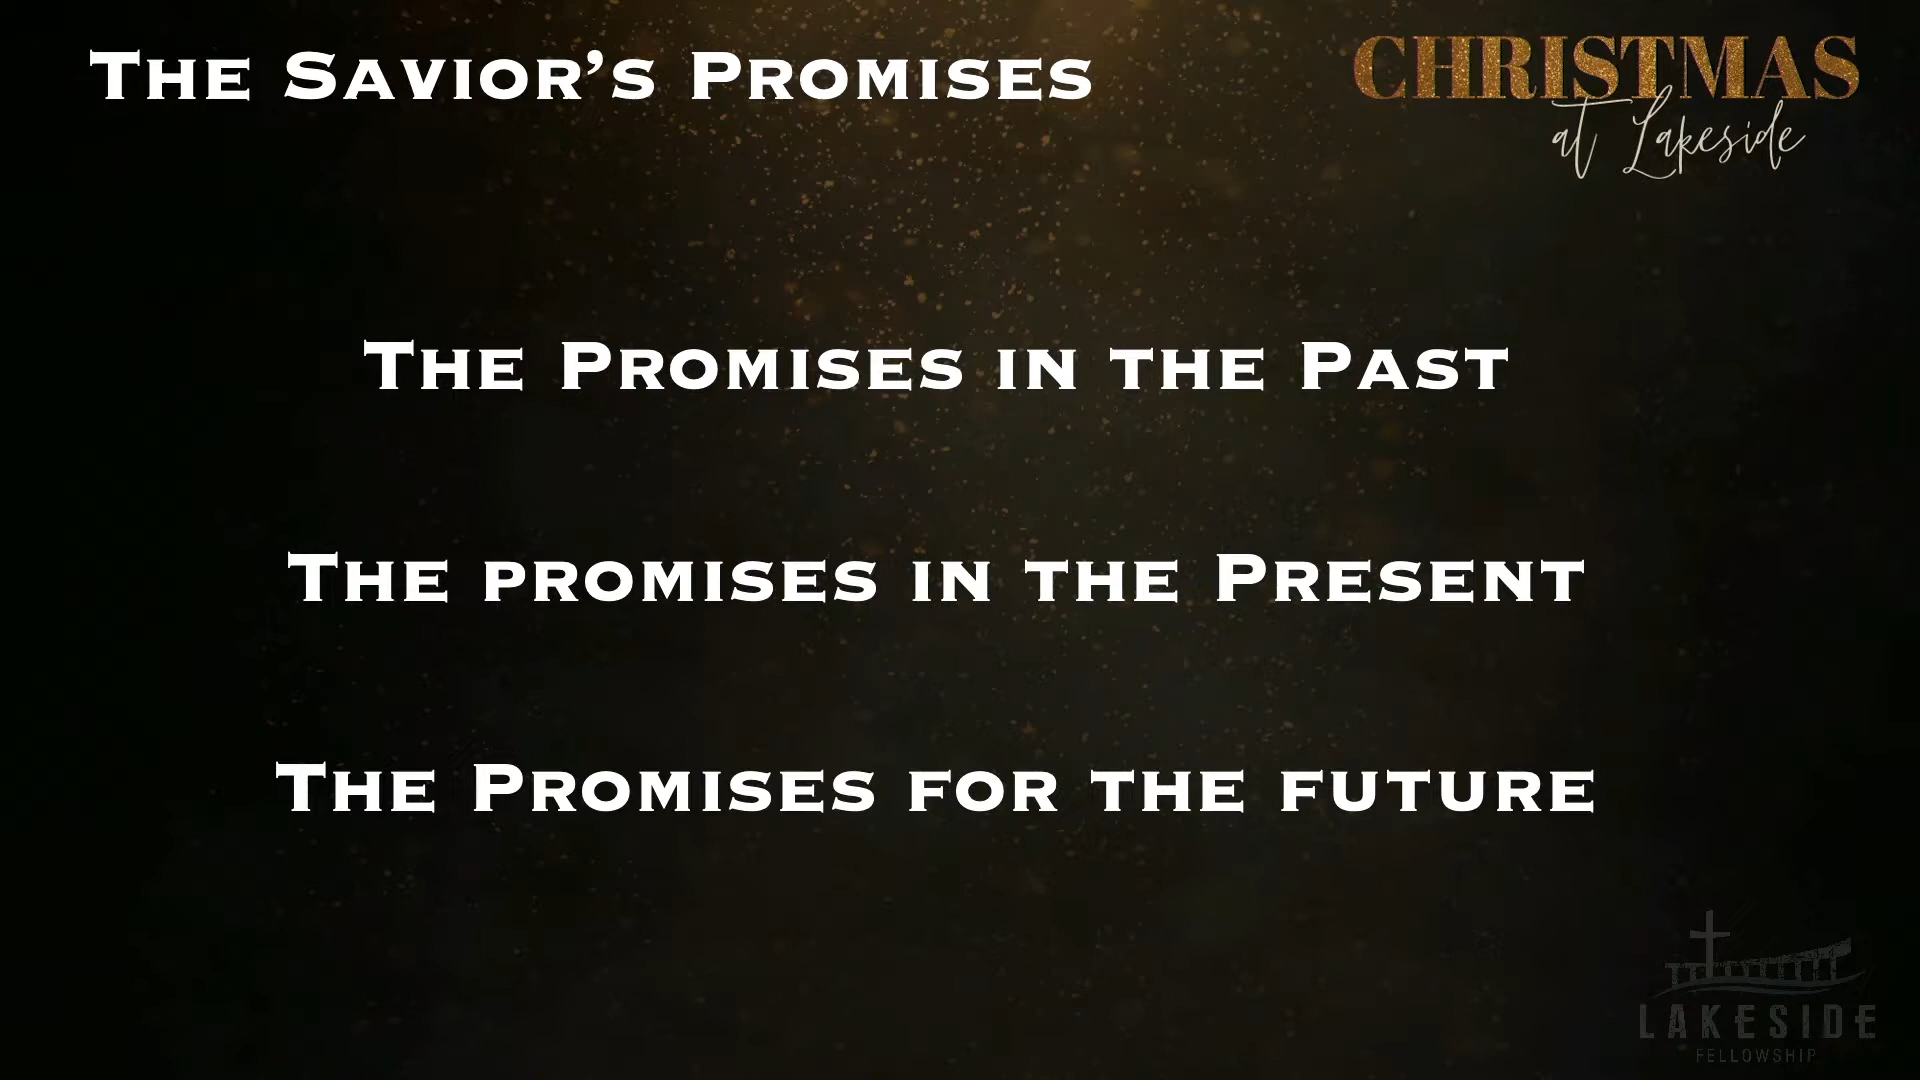 The Savior’s Promises
CHRISTMAS
at Lakeside
The Promises in the Past
The promises in the Present
The Promises for the future
LAKESIDE
FELLOWSHIP